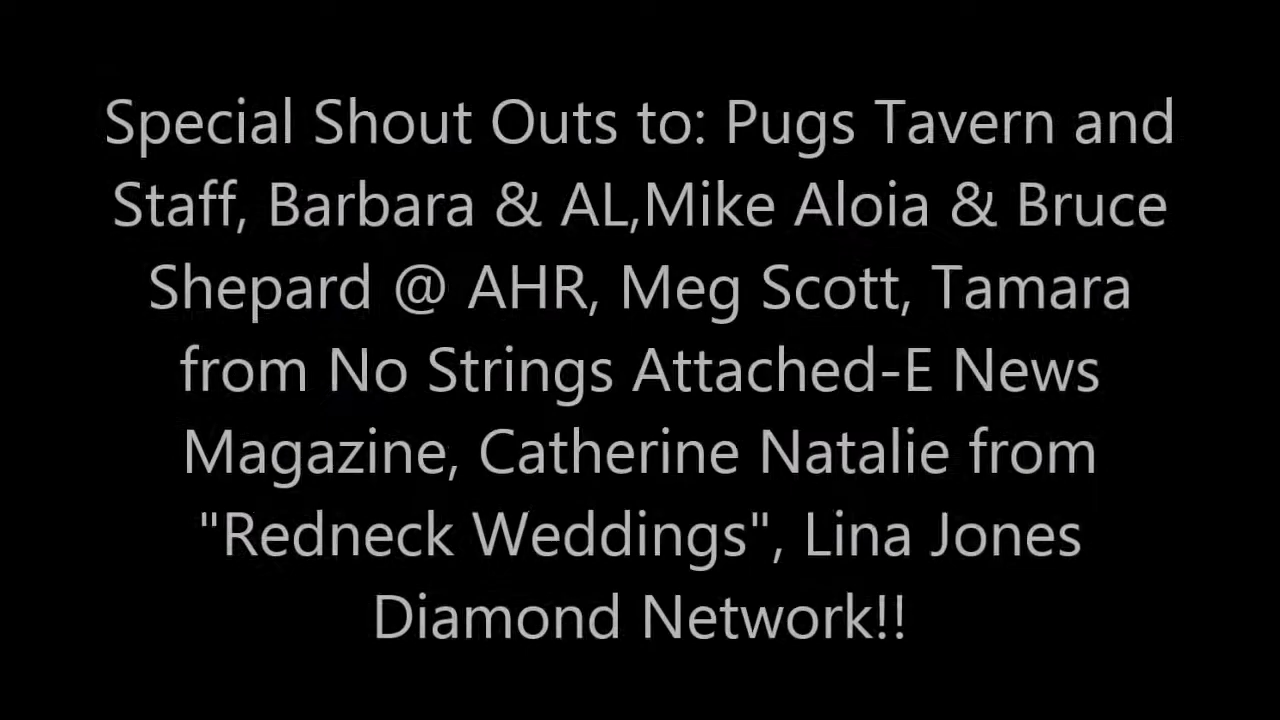 Special Shout Outs to: Pugs Tavern and
Staff, Barbara & AL,Mike Aloia & Bruce
Shepard @ AHR, Meg Scott, Tamara
from No Strings Attached-E News
Magazine, Catherine Natalie from
"Redneck Weddings", Lina Jones
Diamond Network!!